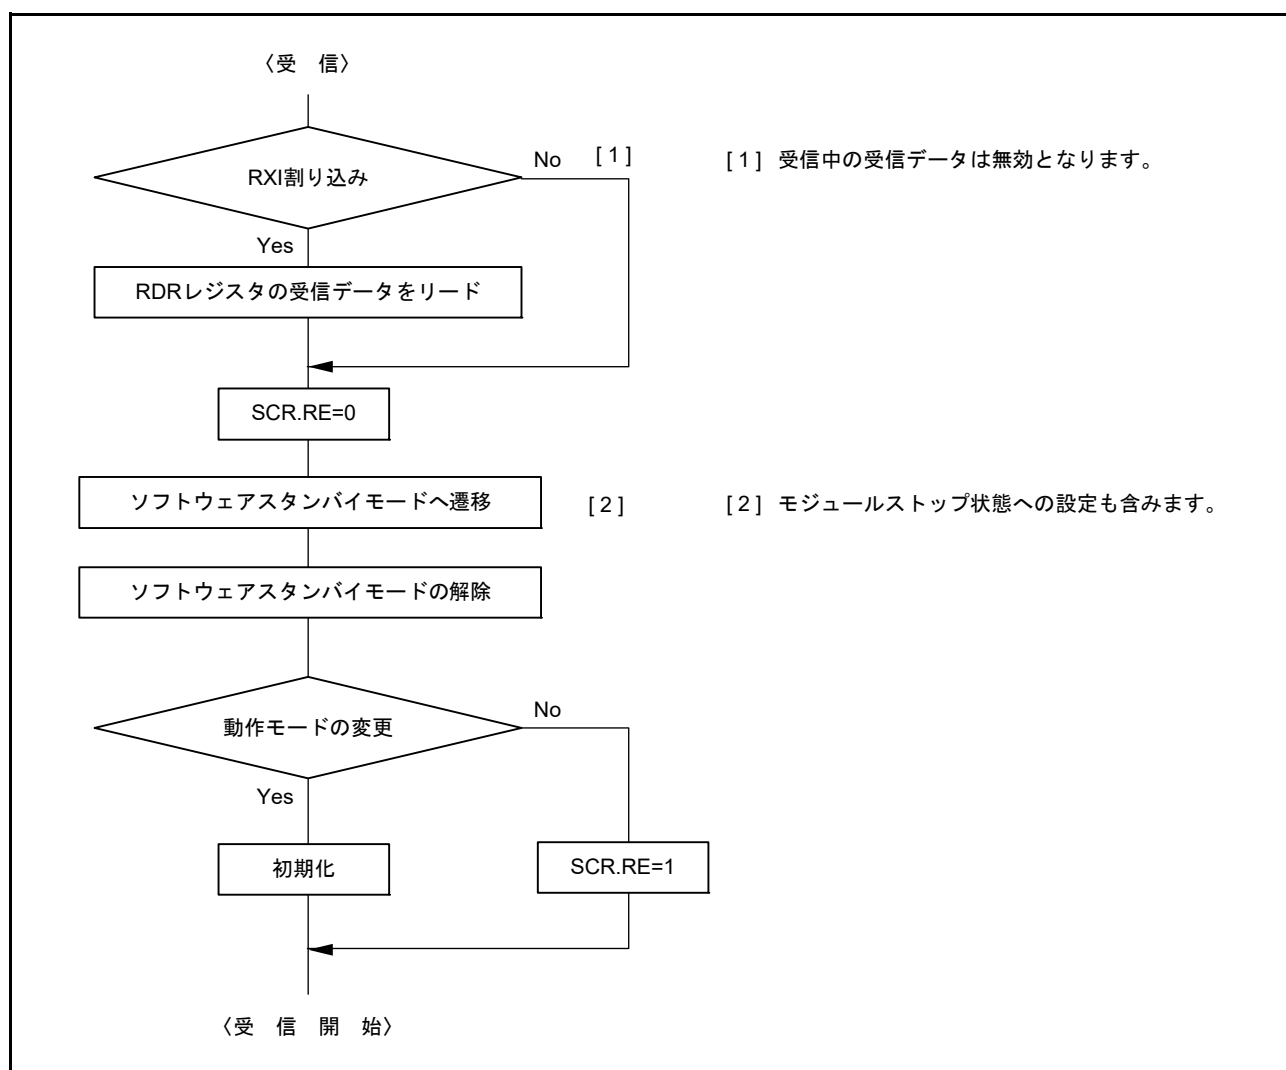 〈受　信〉
No [1]
[1] 受信中の受信データは無効となります。
RXI割り込み
Yes
RDRレジスタの受信データをリード
SCR.RE=0
ソフトウェアスタンバイモードへ遷移
[2]
[2] モジュールストップ状態への設定も含みます。
ソフトウェアスタンバイモードの解除
No
動作モードの変更
Yes
初期化
SCR.RE=1
〈受　信　開　始〉